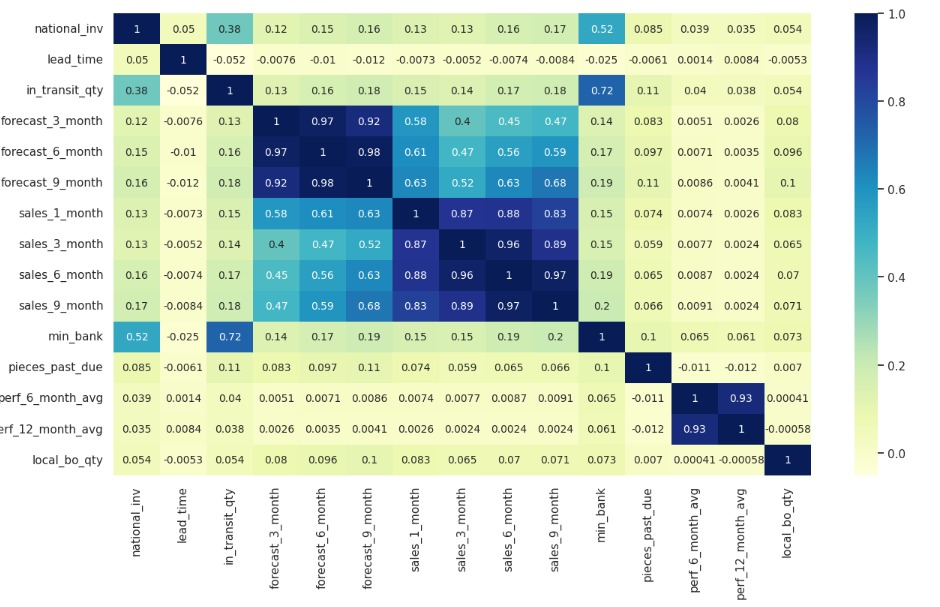 national_inv 1 0.05 0.38 0.12 0.15 0.16 0.13 0.13 0.16 0.17 0.52 0.085 0.039 0.035 0.054
lead_time 0.05 1 -0.052 -0.0076 -0.01 -0.012 -0.0073 -0.0052 -0.0074 -0.0084 -0.025 -0.0061 0.0014 0.0084 -0.0053
in_transit_qty 0.38 -0.052 1 0.13 0.16 0.18 0.15 0.14 0.17 0.18 0.72 0.11 0.04 0.038 0.054
forecast_3_month 0.12 -0.0076 0.13 1 0.97 0.92 0.58 0.4 0.45 0.47 0.14 0.083 0.0051 0.0026 0.08
forecast_6_month 0.15 -0.01 0.16 0.97 1 0.98 0.61 0.47 0.56 0.59 0.17 0.097 0.0071 0.0035 0.096
forecast_9_month 0.16 -0.012 0.18 0.92 0.98 1 0.63 0.52 0.63 0.68 0.19 0.11 0.0086 0.0041 0.1
sales_1_month 0.13 -0.0073 0.15 0.58 0.61 0.63 1 0.87 0.88 0.83 0.15 0.074 0.0074 0.0026 0.083
sales_3_month 0.13 -0.0052 0.14 0.4 0.47 0.52 0.87 1 0.96 0.89 0.15 0.059 0.0077 0.0024 0.065
sales_6_month 0.16 -0.0074 0.17 0.45 0.56 0.63 0.88 0.96 1 0.97 0.19 0.065 0.0087 0.0024 0.07
sales_9_month 0.17 -0.0084 0.18 0.47 0.59 0.68 0.83 0.89 0.97 1 0.2 0.066 0.0091 0.0024 0.071
min_bank 0.52 -0.025 0.72 0.14 0.17 0.19 0.15 0.15 0.19 0.2 1 0.1 0.065 0.061 0.073
pieces_past_due 0.085 -0.0061 0.11 0.083 0.097 0.11 0.074 0.059 0.065 0.066 0.1 1 -0.011 -0.012 0.007
perf_6_month_avg 0.039 0.0014 0.04 0.0051 0.0071 0.0086 0.0074 0.0077 0.0087 0.0091 0.065 -0.011 1 0.93 0.00041
erf_12_month_avg 0.035 0.0084 0.038 0.0026 0.0035 0.0041 0.0026 0.0024 0.0024 0.0024 0.061 -0.012 0.93 1 -0.00058
local_bo_qty 0.054 -0.0053 0.054 0.08 0.096 0.1 0.083 0.065 0.07 0.071 0.073 0.007 0.00041 -0.00058 1
national_inv
lead_time
in_transit_qty
forecast_3_month
forecast_6_month
forecast_9_month
sales_1_month
sales_3_month
sales_6_month
sales_9_month
min_bank
pieces_past_due
perf_6_month_avg
perf_12_month_avg
local_bo_qty
1.0
0.8
0.6
0.4
0.2
0.0